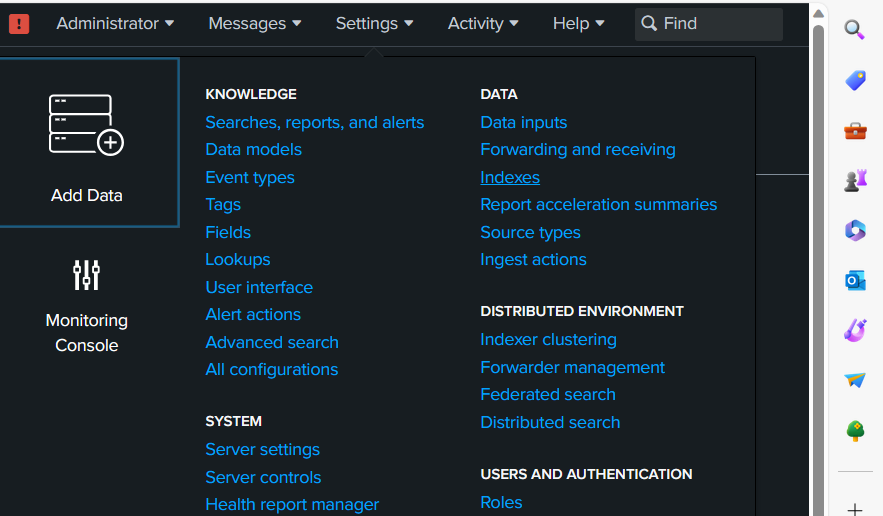 Administrator Messages Settings Activity Help Find
Add Data
Monitoring
Console
KNOWLEDGE
Searches, reports, and alerts
Data models
Event types
Tags
Fields
Lookups
User interface
Alert actions
Advanced search
All configurations
SYSTEM
Server settings
Server controls
Health report manager
DATA
Data inputs
Forwarding and receiving
Indexes
Report acceleration summaries
Source types
Ingest actions
DISTRIBUTED ENVIRONMENT
Indexer clustering
Forwarder management
Federated search
Distributed search
USERS AND AUTHENTICATION
Roles